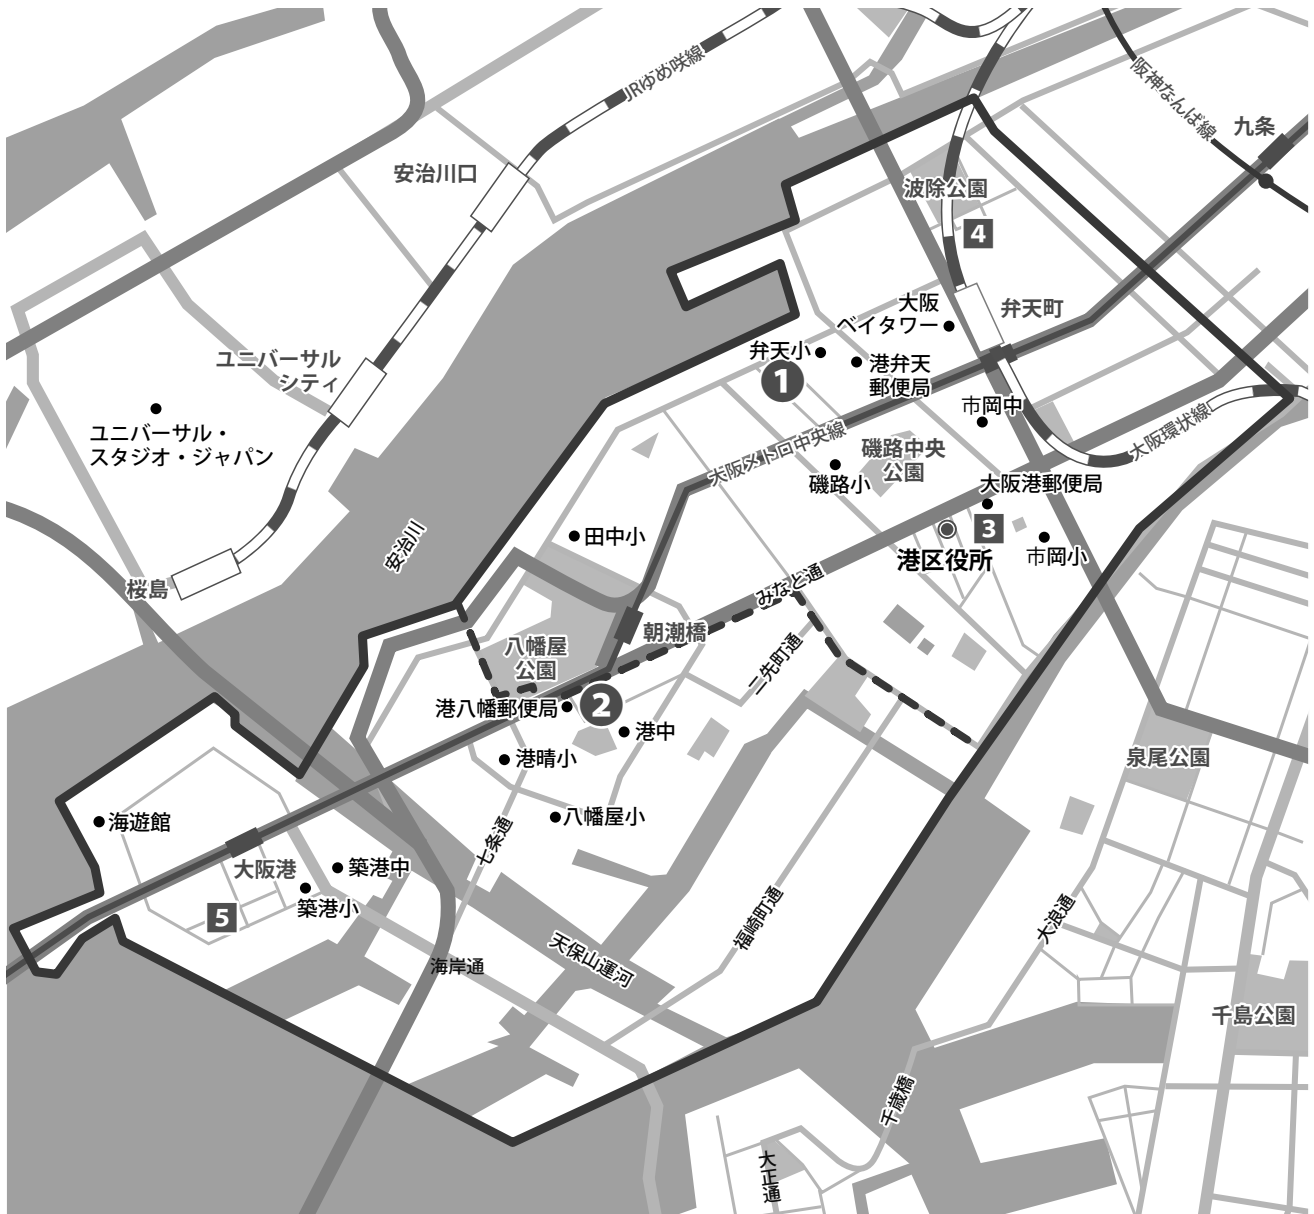 JRゆめ咲線
阪神なんば線
九条
安治川口
波除公園
4
大阪
ベイタワー
弁天町
弁天小
1
港弁天
郵便局
ユニバーサル
シティ
ユニバーサル・
スタジオ・ジャパン
市岡中
大阪メトロ中央線
大阪環状線
磯路中央
公園
磯路小
大阪港郵便局
3
港区役所
市岡小
安治川
田中小
桜島
みなと通
朝潮橋
八幡屋
公園
二先町通
港八幡郵便局
2
港中
港晴小
泉尾公園
海遊館
八幡屋小
七条通
大阪港
築港中
築港小
5
福崎町通
大浪通
天保山運河
海岸通
千島公園
千歳橋
大正通